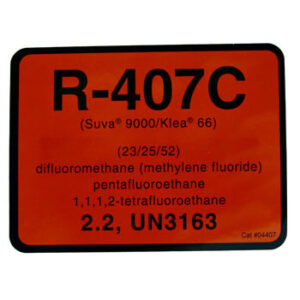 R-407C
(Suva® 9000/Klea® 66)
(23/25/52)
difluoromethane (methylene fluoride)
pentafluoroethane
1,1,1,2-tetrafluoroethane
2.2, UN3163
Cat #04407